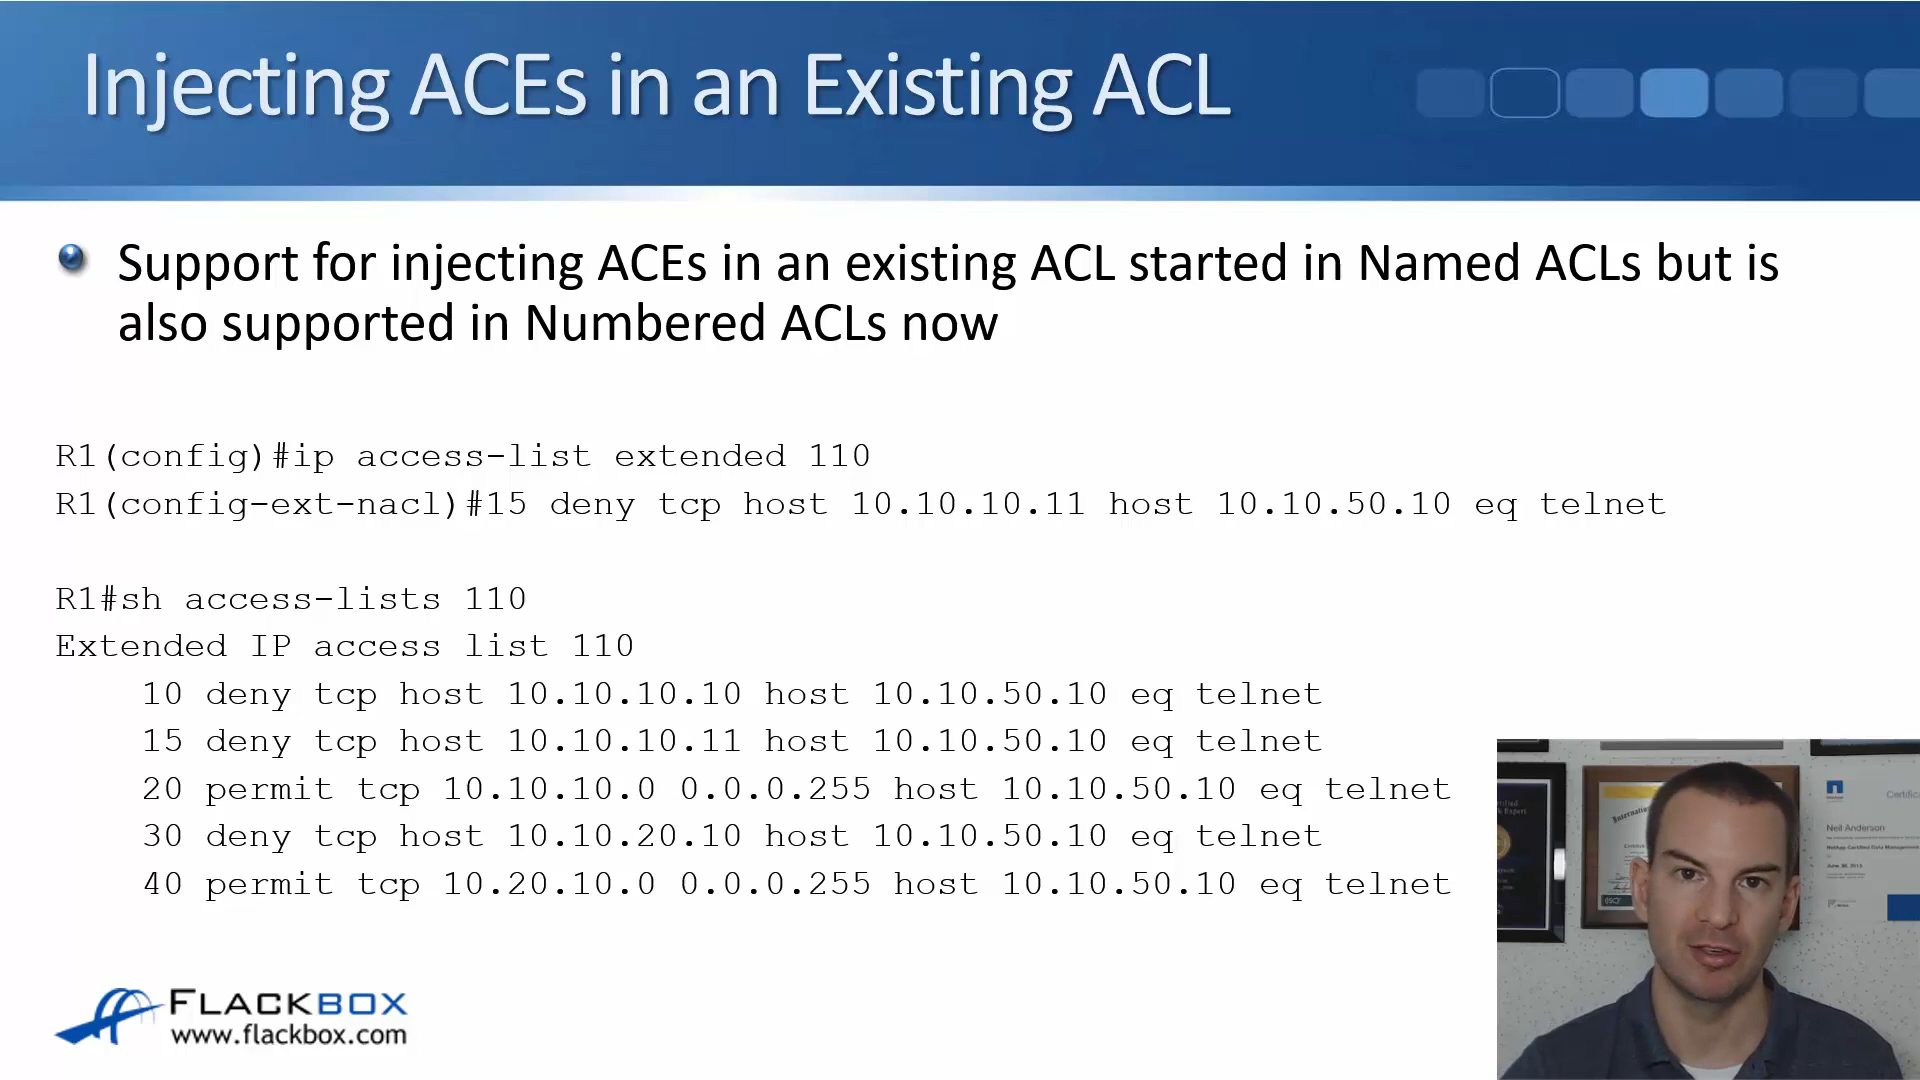 Injecting ACEs in an Existing ACL
Support for injecting ACEs in an existing ACL started in Named ACLs but is
also supported in Numbered ACLs now
R1(config)#ip access-list extended 110
R1(config-ext-nacl)#15 deny tcp host 10.10.10.11 host 10.10.50.10 eq telnet
R1#sh access-lists 110
Extended IP access list 110
10 deny tcp host 10.10.10.10 host 10.10.50.10 eq telnet
15 deny tcp host 10.10.10.11 host 10.10.50.10 eq telnet
20 permit tcp 10.10.10.0 0.0.0.255 host 10.10.50.10 eq telnet
30 deny tcp host 10.10.20.10 host 10.10.50.10 eq telnet
40 permit tcp 10.20.10.0 0.0.0.255 host 10.10.50.10 eq telnet
Neil Anderson
FLACKBOX
www.flackbox.com